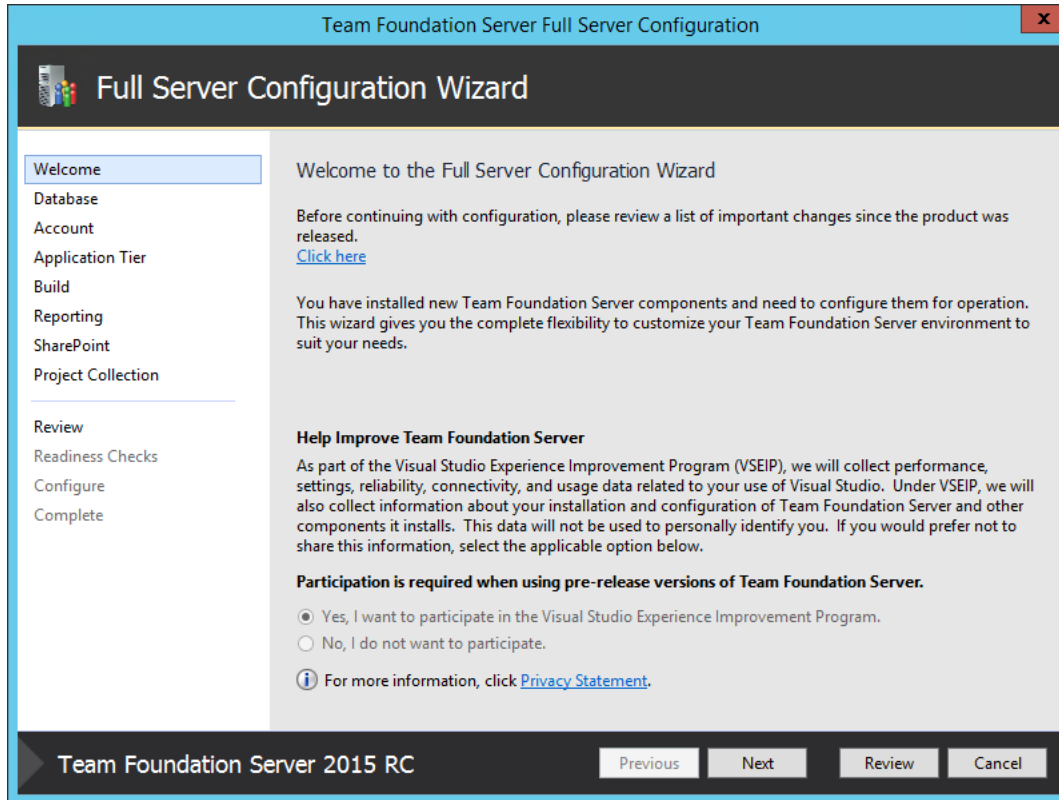 Team Foundation Server Full Server Configuration
x
Full Server Configuration Wizard
Welcome
Database
Account
Application Tier
Build
Reporting
SharePoint
Project Collection
Review
Readiness Checks
Configure
Complete
Welcome to the Full Server Configuration Wizard
Before continuing with configuration, please review a list of important changes since the product was
released.
Click here
You have installed new Team Foundation Server components and need to configure them for operation.
This wizard gives you the complete flexibility to customize your Team Foundation Server environment to
suit your needs.
Help Improve Team Foundation Server
As part of the Visual Studio Experience Improvement Program (VSEIP), we will collect performance,
settings, reliability, connectivity, and usage data related to your use of Visual Studio.  Under VSEIP, we will
also collect information about your installation and configuration of Team Foundation Server and other
components it installs.  This data will not be used to personally identify you.  If you would prefer not to
share this information, select the applicable option below.
Participation is required when using pre-release versions of Team Foundation Server.
Yes, I want to participate in the Visual Studio Experience Improvement Program.
No, I do not want to participate.
For more information, click Privacy Statement.
Team Foundation Server 2015 RC
Previous
Next
Review
Cancel